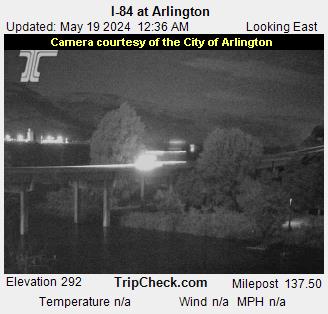 I-84 at Arlington
Updated: May 19 2024 12:36 AM Looking East
Camera courtesy of the City of Arlington
Elevation 292 TripCheck.com Milepost 137.50
Temperature n/a Wind n/a MPH n/a